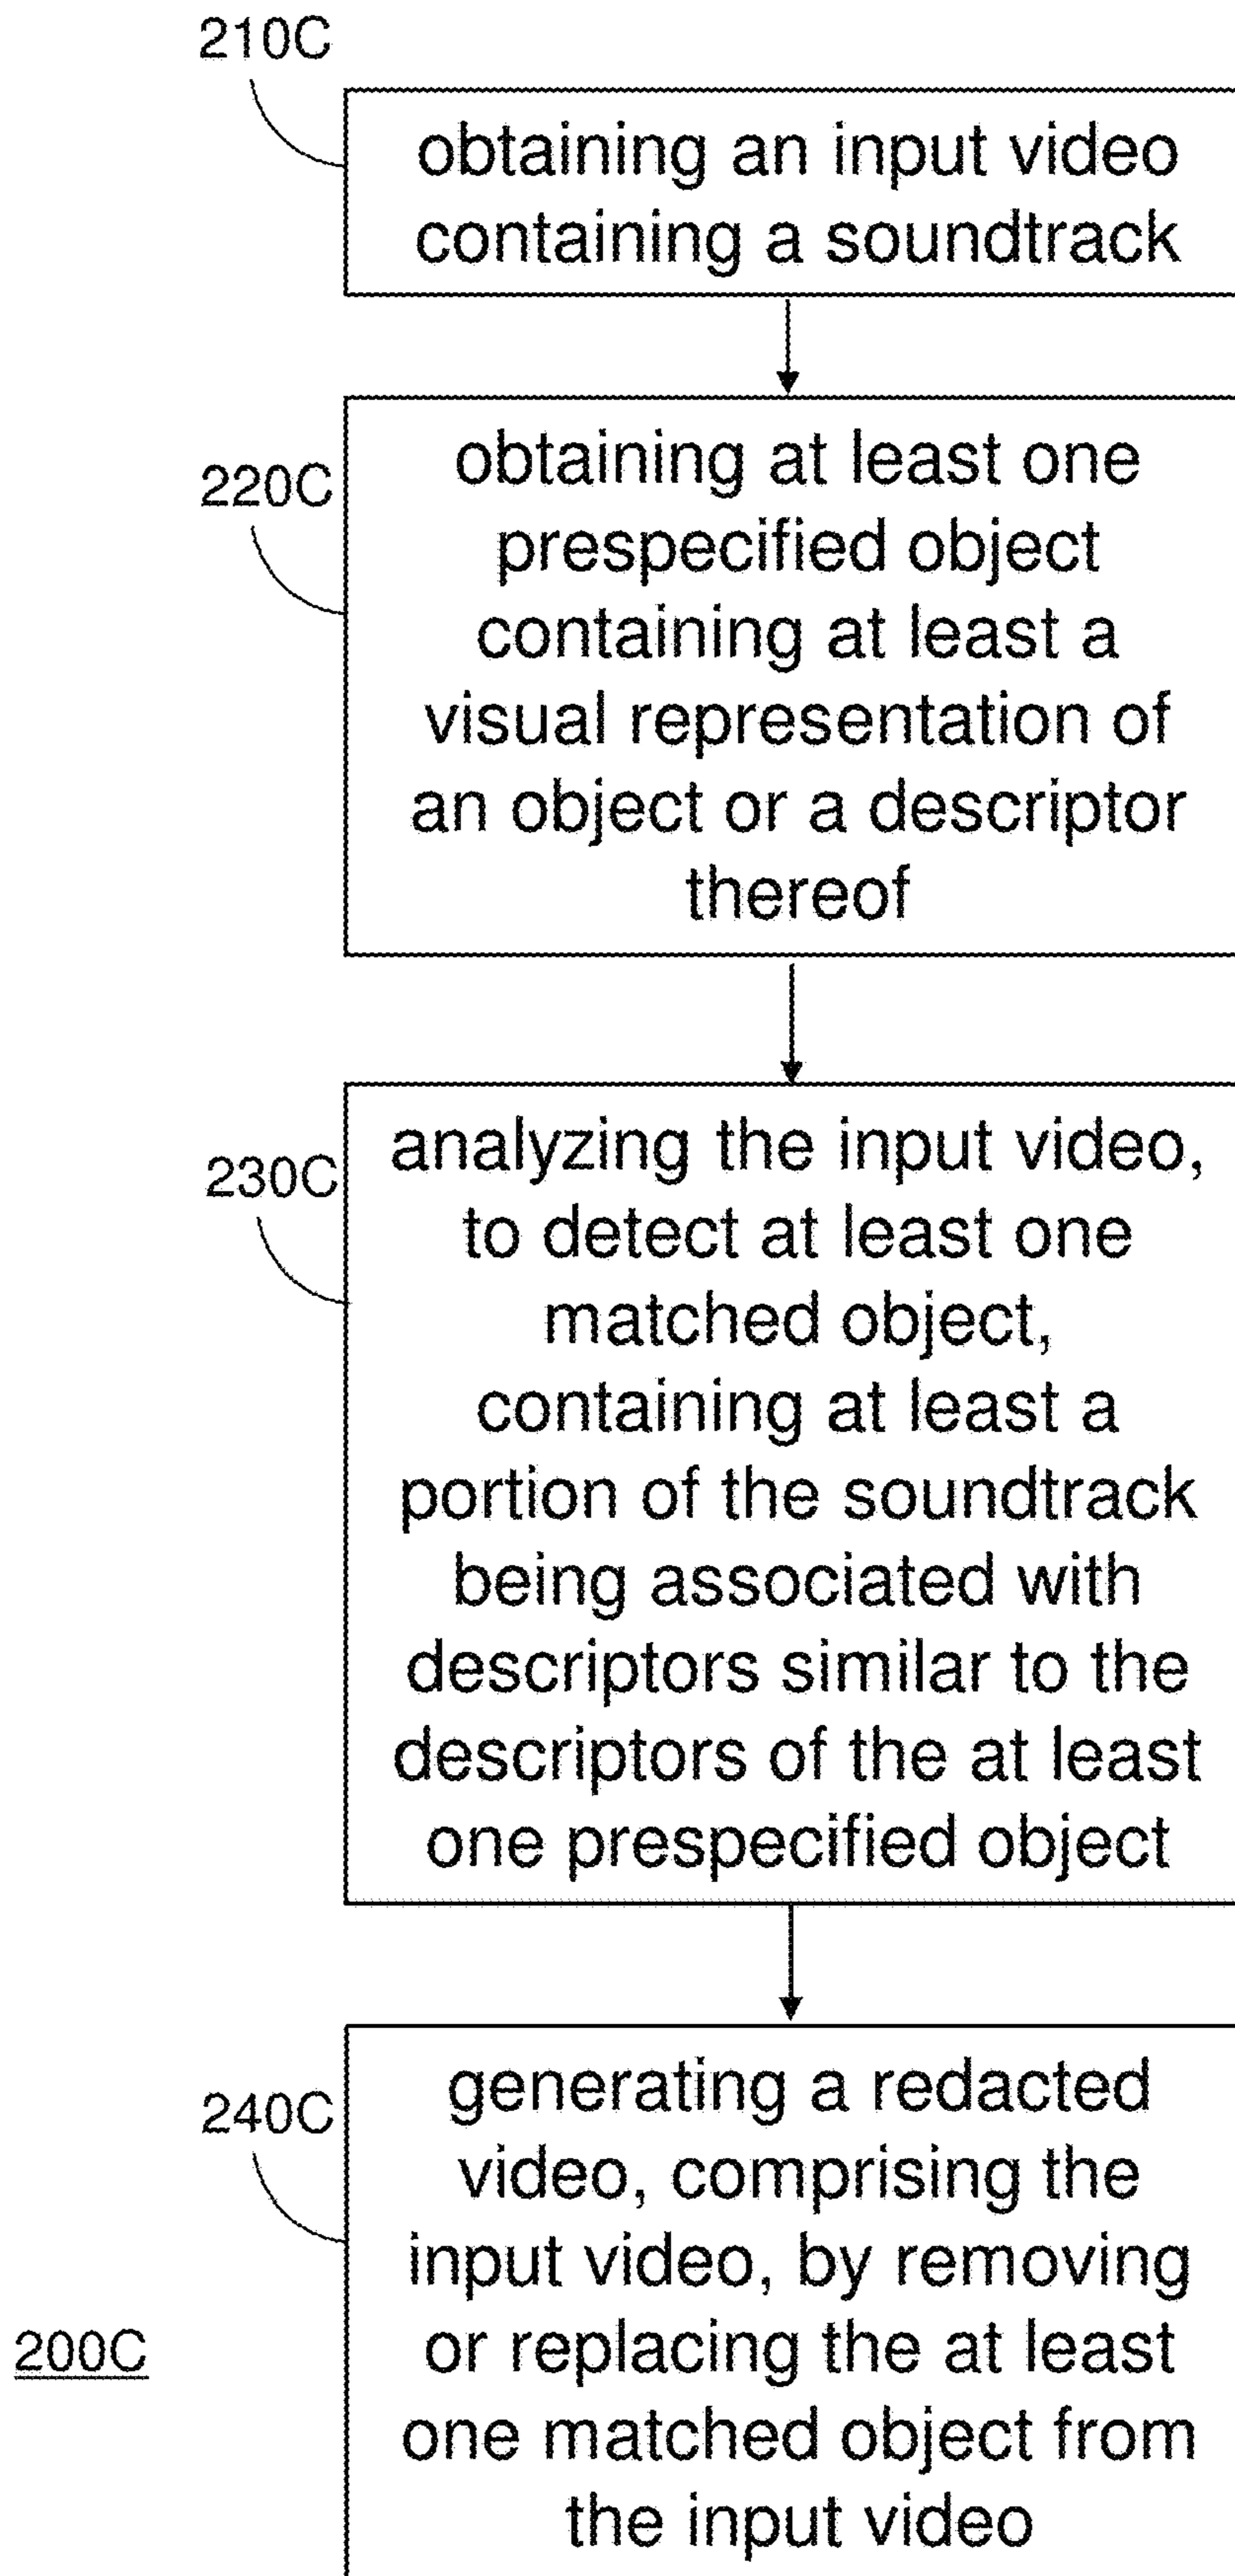 210C
obtaining an input video
containing a soundtrack
220C
obtaining at least one
prespecified object
containing at least a
visual representation of
an object or a descriptor
thereof
230C
analyzing the input video,
to detect at least one
matched object,
containing at least a
portion of the soundtrack
being associated with
descriptors similar to the
descriptors of the at least
one prespecified object
240C
generating a redacted
video, comprising the
input video, by removing
or replacing the at least
one matched object from
the input video
200C